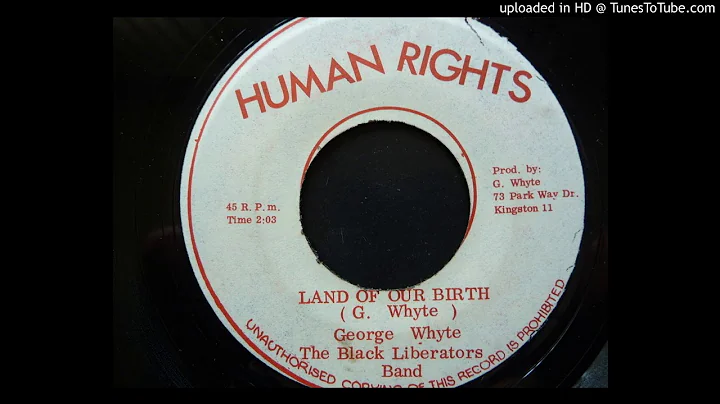 uploaded in HD @ TunesToTube.com
HUMAN RIGHTS
45 R. P. m.
Time 2:03
Prod. by:
G. Whyte
73 Park Way Dr.
Kingston 11
LAND OF OUR BIRTH
( G. Whyte )
George Whyte
The Black Liberators
Band
UNAUTHORISED COPYING OF THIS RECORD IS PROHIBITED